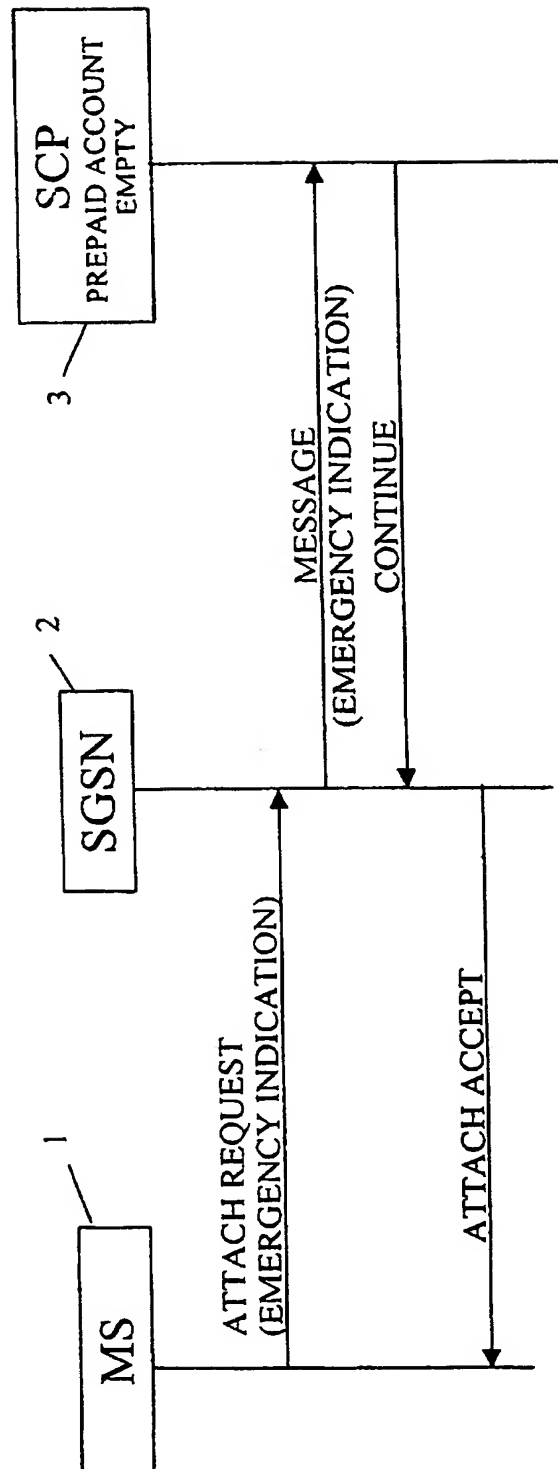 1
MS
2
SGSN
3
SCP
PREPAID ACCOUNT
EMPTY
ATTACH REQUEST
(EMERGENCY INDICATION)
MESSAGE
(EMERGENCY INDICATION)
CONTINUE
ATTACH ACCEPT